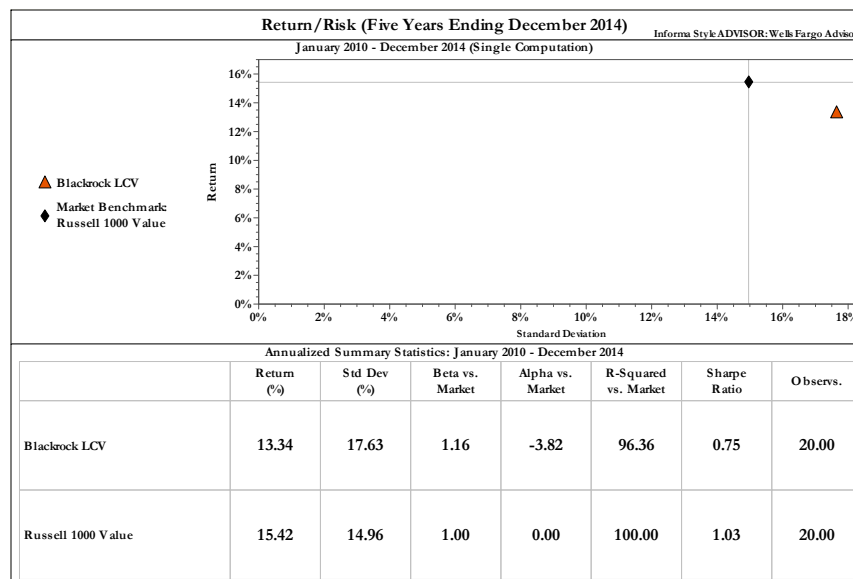 Return/Risk (Five Years Ending December 2014)
Informa Style ADVISOR: Wells Fargo Adviso
January 2010 - December 2014 (Single Computation)
16%
14%
12%
10%
8%
6%
4%
2%
0%
Return
Blackrock LCV
Market Benchmark:
Russell 1000 Value
0% 2% 4% 6% 8% 10% 12% 14% 16% 18%
Standard Deviation
Annualized Summary Statistics: January 2010 - December 2014
Return (%) Std Dev (%) Beta vs. Market Alpha vs. Market R-Squared vs. Market Sharpe Ratio Observs.
Blackrock LCV 13.34 17.63 1.16 -3.82 96.36 0.75 20.00
Russell 1000 Value 15.42 14.96 1.00 0.00 100.00 1.03 20.00